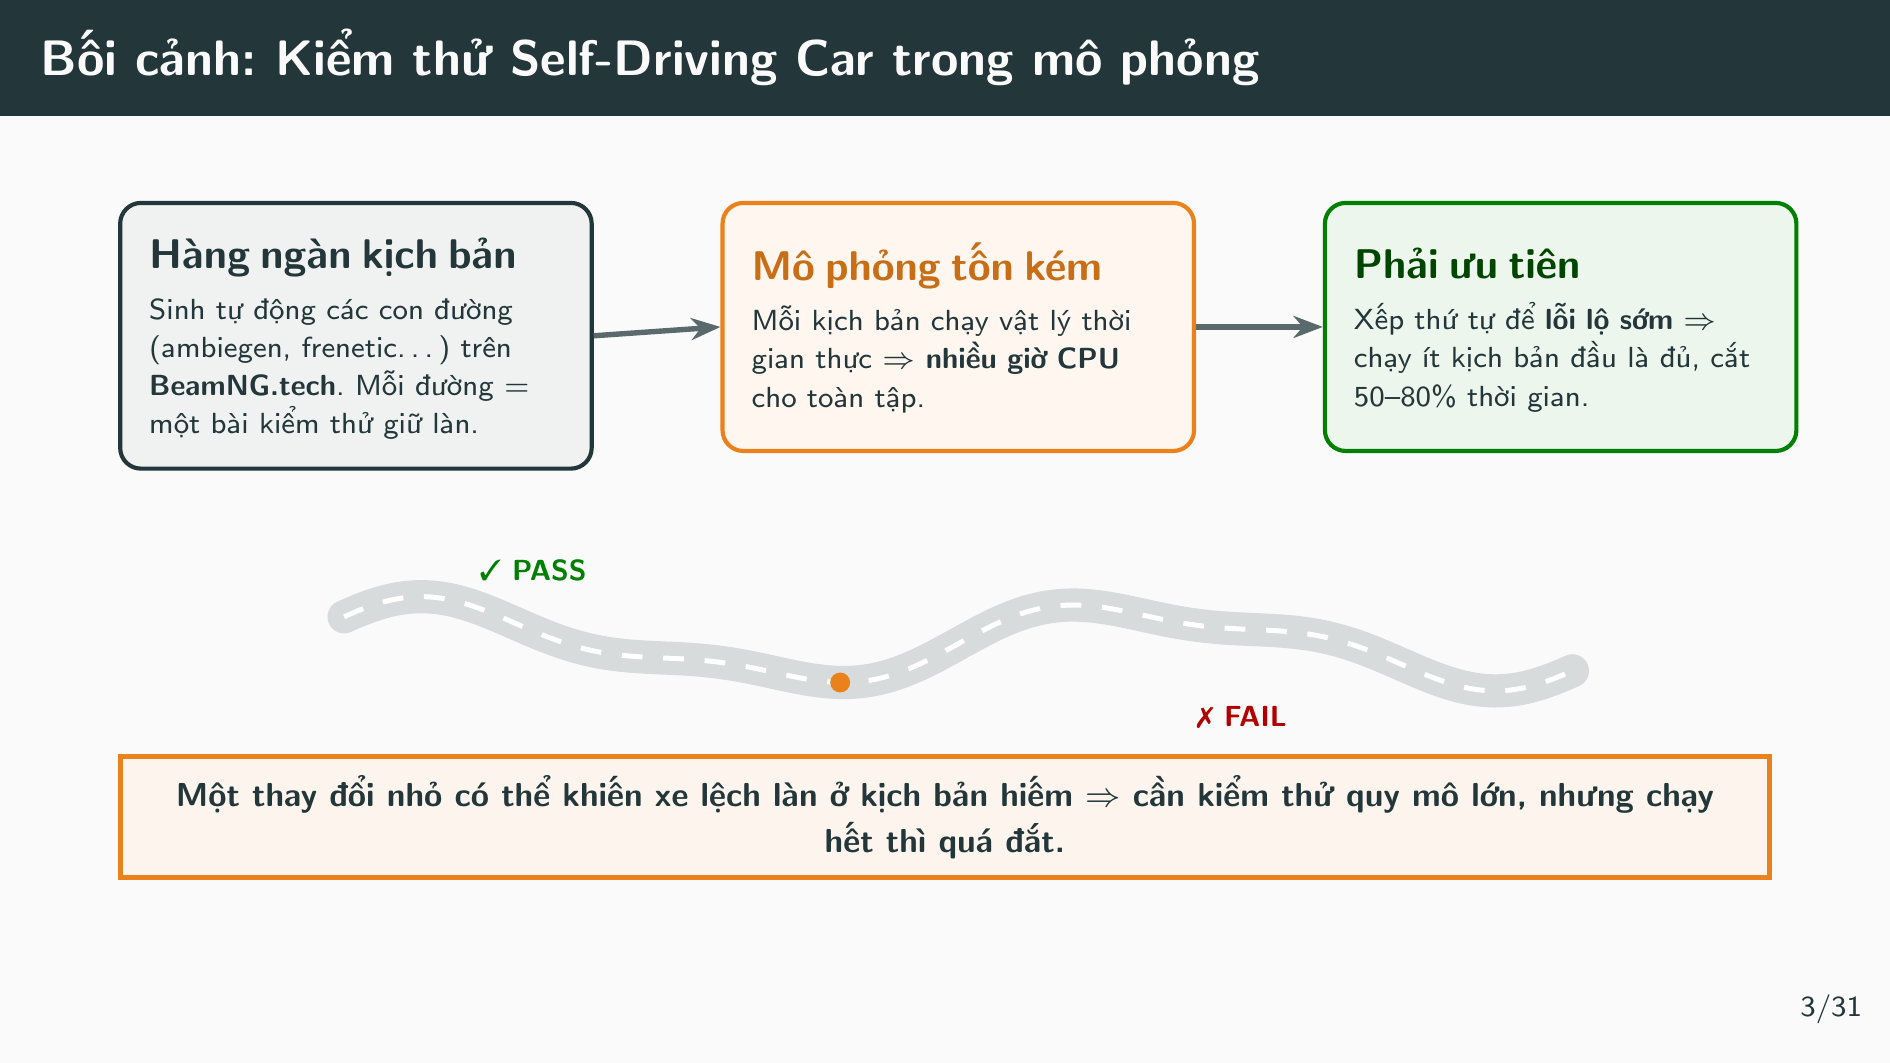 Bối cảnh: Kiểm thử Self-Driving Car trong mô phỏng
Hàng ngàn kịch bản
Sinh tự động các con đường
(ambiegen, frenetic. . . ) trên
BeamNG.tech. Mỗi đường =
một bài kiểm thử giữ làn.
Mô phỏng tốn kém
Mỗi kịch bản chạy vật lý thời
gian thực ⇒ nhiều giờ CPU
cho toàn tập.
Phải ưu tiên
Xếp thứ tự để lỗi lộ sớm ⇒
chạy ít kịch bản đầu là đủ, cắt
50–80% thời gian.
✓ PASS
✗ FAIL
Một thay đổi nhỏ có thể khiến xe lệch làn ở kịch bản hiếm ⇒ cần kiểm thử quy mô lớn, nhưng chạy
hết thì quá đắt.
3/31